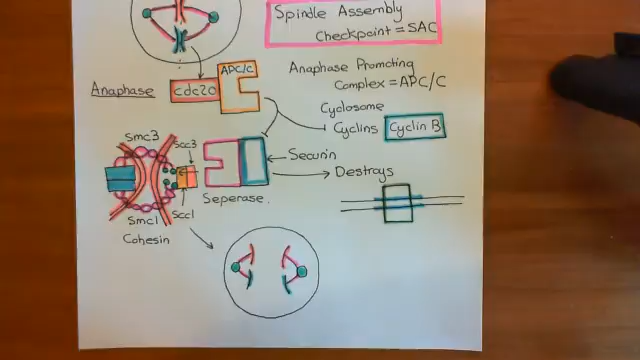 Spindle Assembly
Checkpoint = SAC
APC/C
Anaphase
cdc20
Anaphase Promoting
Complex = APC/C
Cyclosome
Cyclins Cyclin B
Smc3
Scc3
Securin
Destroys
Seperase.
Scc1
Smc1
Cohesin